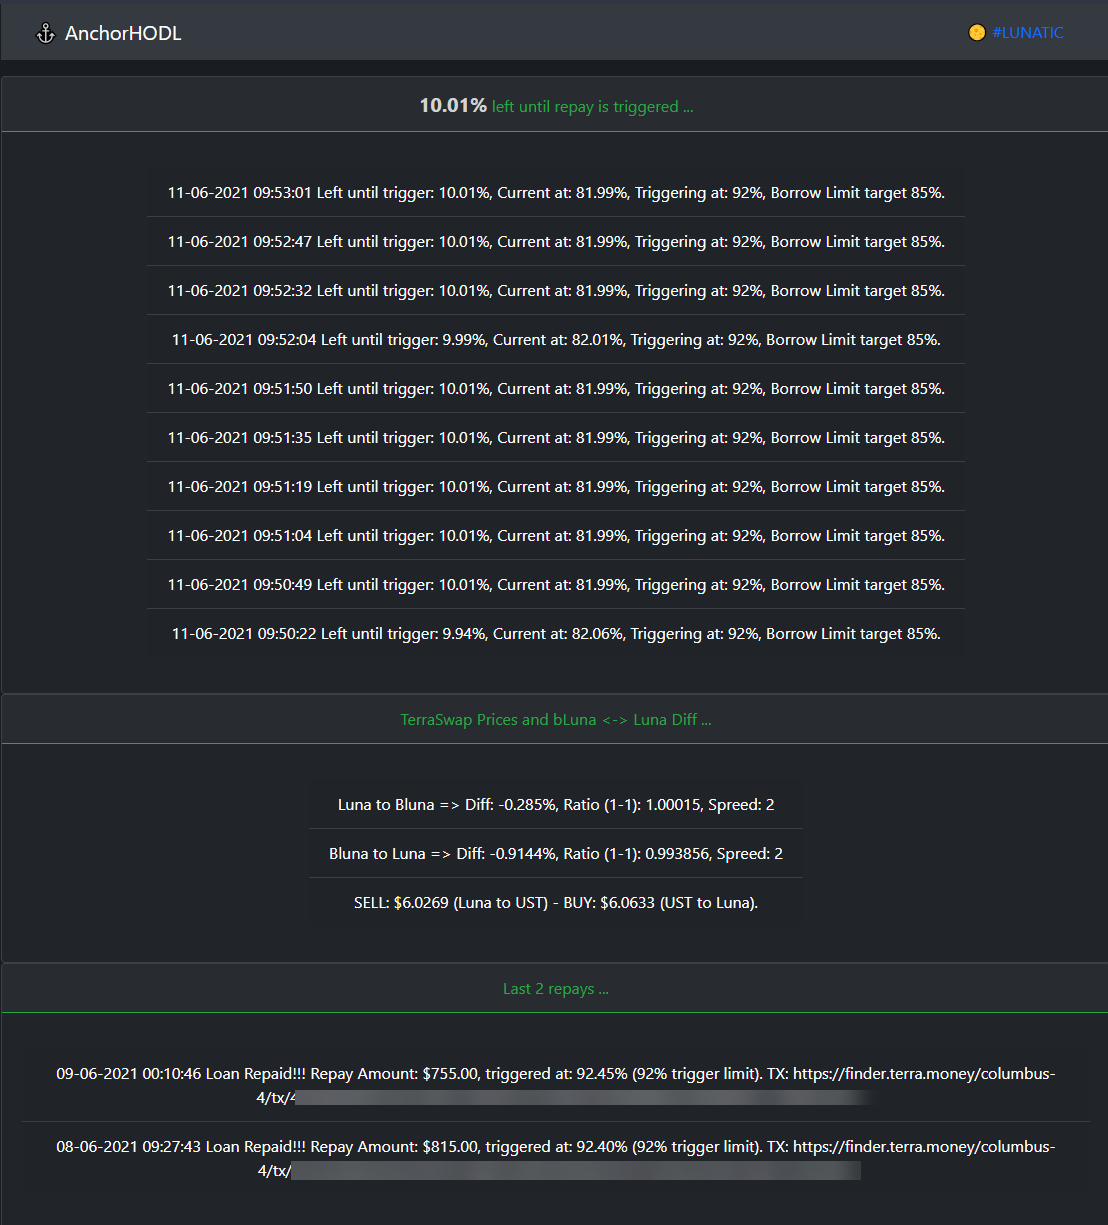 AnchorHODL
#LUNATIC
10.01% left until repay is triggered ...
11-06-2021 09:53:01 Left until trigger: 10.01%, Current at: 81.99%, Triggering at: 92%, Borrow Limit target 85%.
11-06-2021 09:52:47 Left until trigger: 10.01%, Current at: 81.99%, Triggering at: 92%, Borrow Limit target 85%.
11-06-2021 09:52:32 Left until trigger: 10.01%, Current at: 81.99%, Triggering at: 92%, Borrow Limit target 85%.
11-06-2021 09:52:04 Left until trigger: 9.99%, Current at: 82.01%, Triggering at: 92%, Borrow Limit target 85%.
11-06-2021 09:51:50 Left until trigger: 10.01%, Current at: 81.99%, Triggering at: 92%, Borrow Limit target 85%.
11-06-2021 09:51:35 Left until trigger: 10.01%, Current at: 81.99%, Triggering at: 92%, Borrow Limit target 85%.
11-06-2021 09:51:19 Left until trigger: 10.01%, Current at: 81.99%, Triggering at: 92%, Borrow Limit target 85%.
11-06-2021 09:51:04 Left until trigger: 10.01%, Current at: 81.99%, Triggering at: 92%, Borrow Limit target 85%.
11-06-2021 09:50:49 Left until trigger: 10.01%, Current at: 81.99%, Triggering at: 92%, Borrow Limit target 85%.
11-06-2021 09:50:22 Left until trigger: 9.94%, Current at: 82.06%, Triggering at: 92%, Borrow Limit target 85%.
TerraSwap Prices and bLuna <-> Luna Diff ...
Luna to Bluna => Diff: -0.285%, Ratio (1-1): 1.00015, Spreed: 2
Bluna to Luna => Diff: -0.9144%, Ratio (1-1): 0.993856, Spreed: 2
SELL: $6.0269 (Luna to UST) - BUY: $6.0633 (UST to Luna).
Last 2 repays ...
09-06-2021 00:10:46 Loan Repaid!!! Repay Amount: $755.00, triggered at: 92.45% (92% trigger limit). TX: https://finder.terra.money/columbus-
4/tx/4
08-06-2021 09:27:43 Loan Repaid!!! Repay Amount: $815.00, triggered at: 92.40% (92% trigger limit). TX: https://finder.terra.money/columbus-
4/tx/